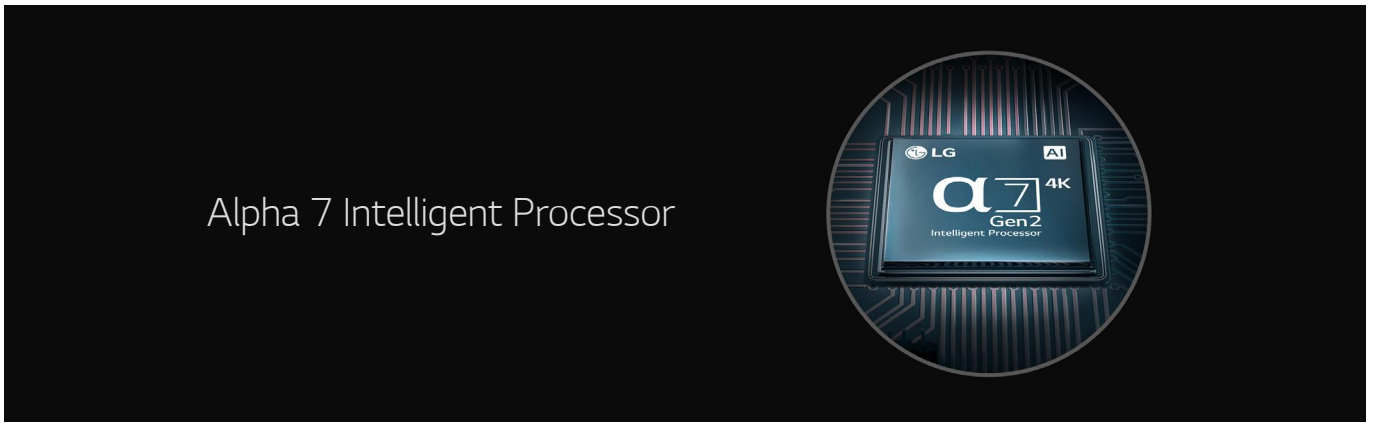 Alpha 7 Intelligent Processor
LG AI
α7 4K
Gen2
Intelligent Processor